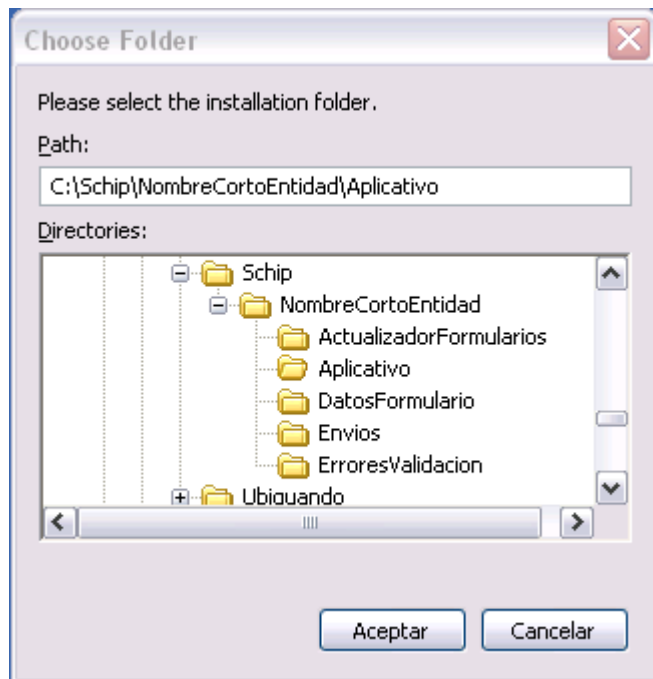 Choose Folder
Please select the installation folder.
Path:
C:\Schip\NombreCortoEntidad\Aplicativo
Directories:
Schip
NombreCortoEntidad
ActualizadorFormularios
Aplicativo
DatosFormulario
Envios
ErroresValidacion
Ubiquando
Aceptar Cancelar